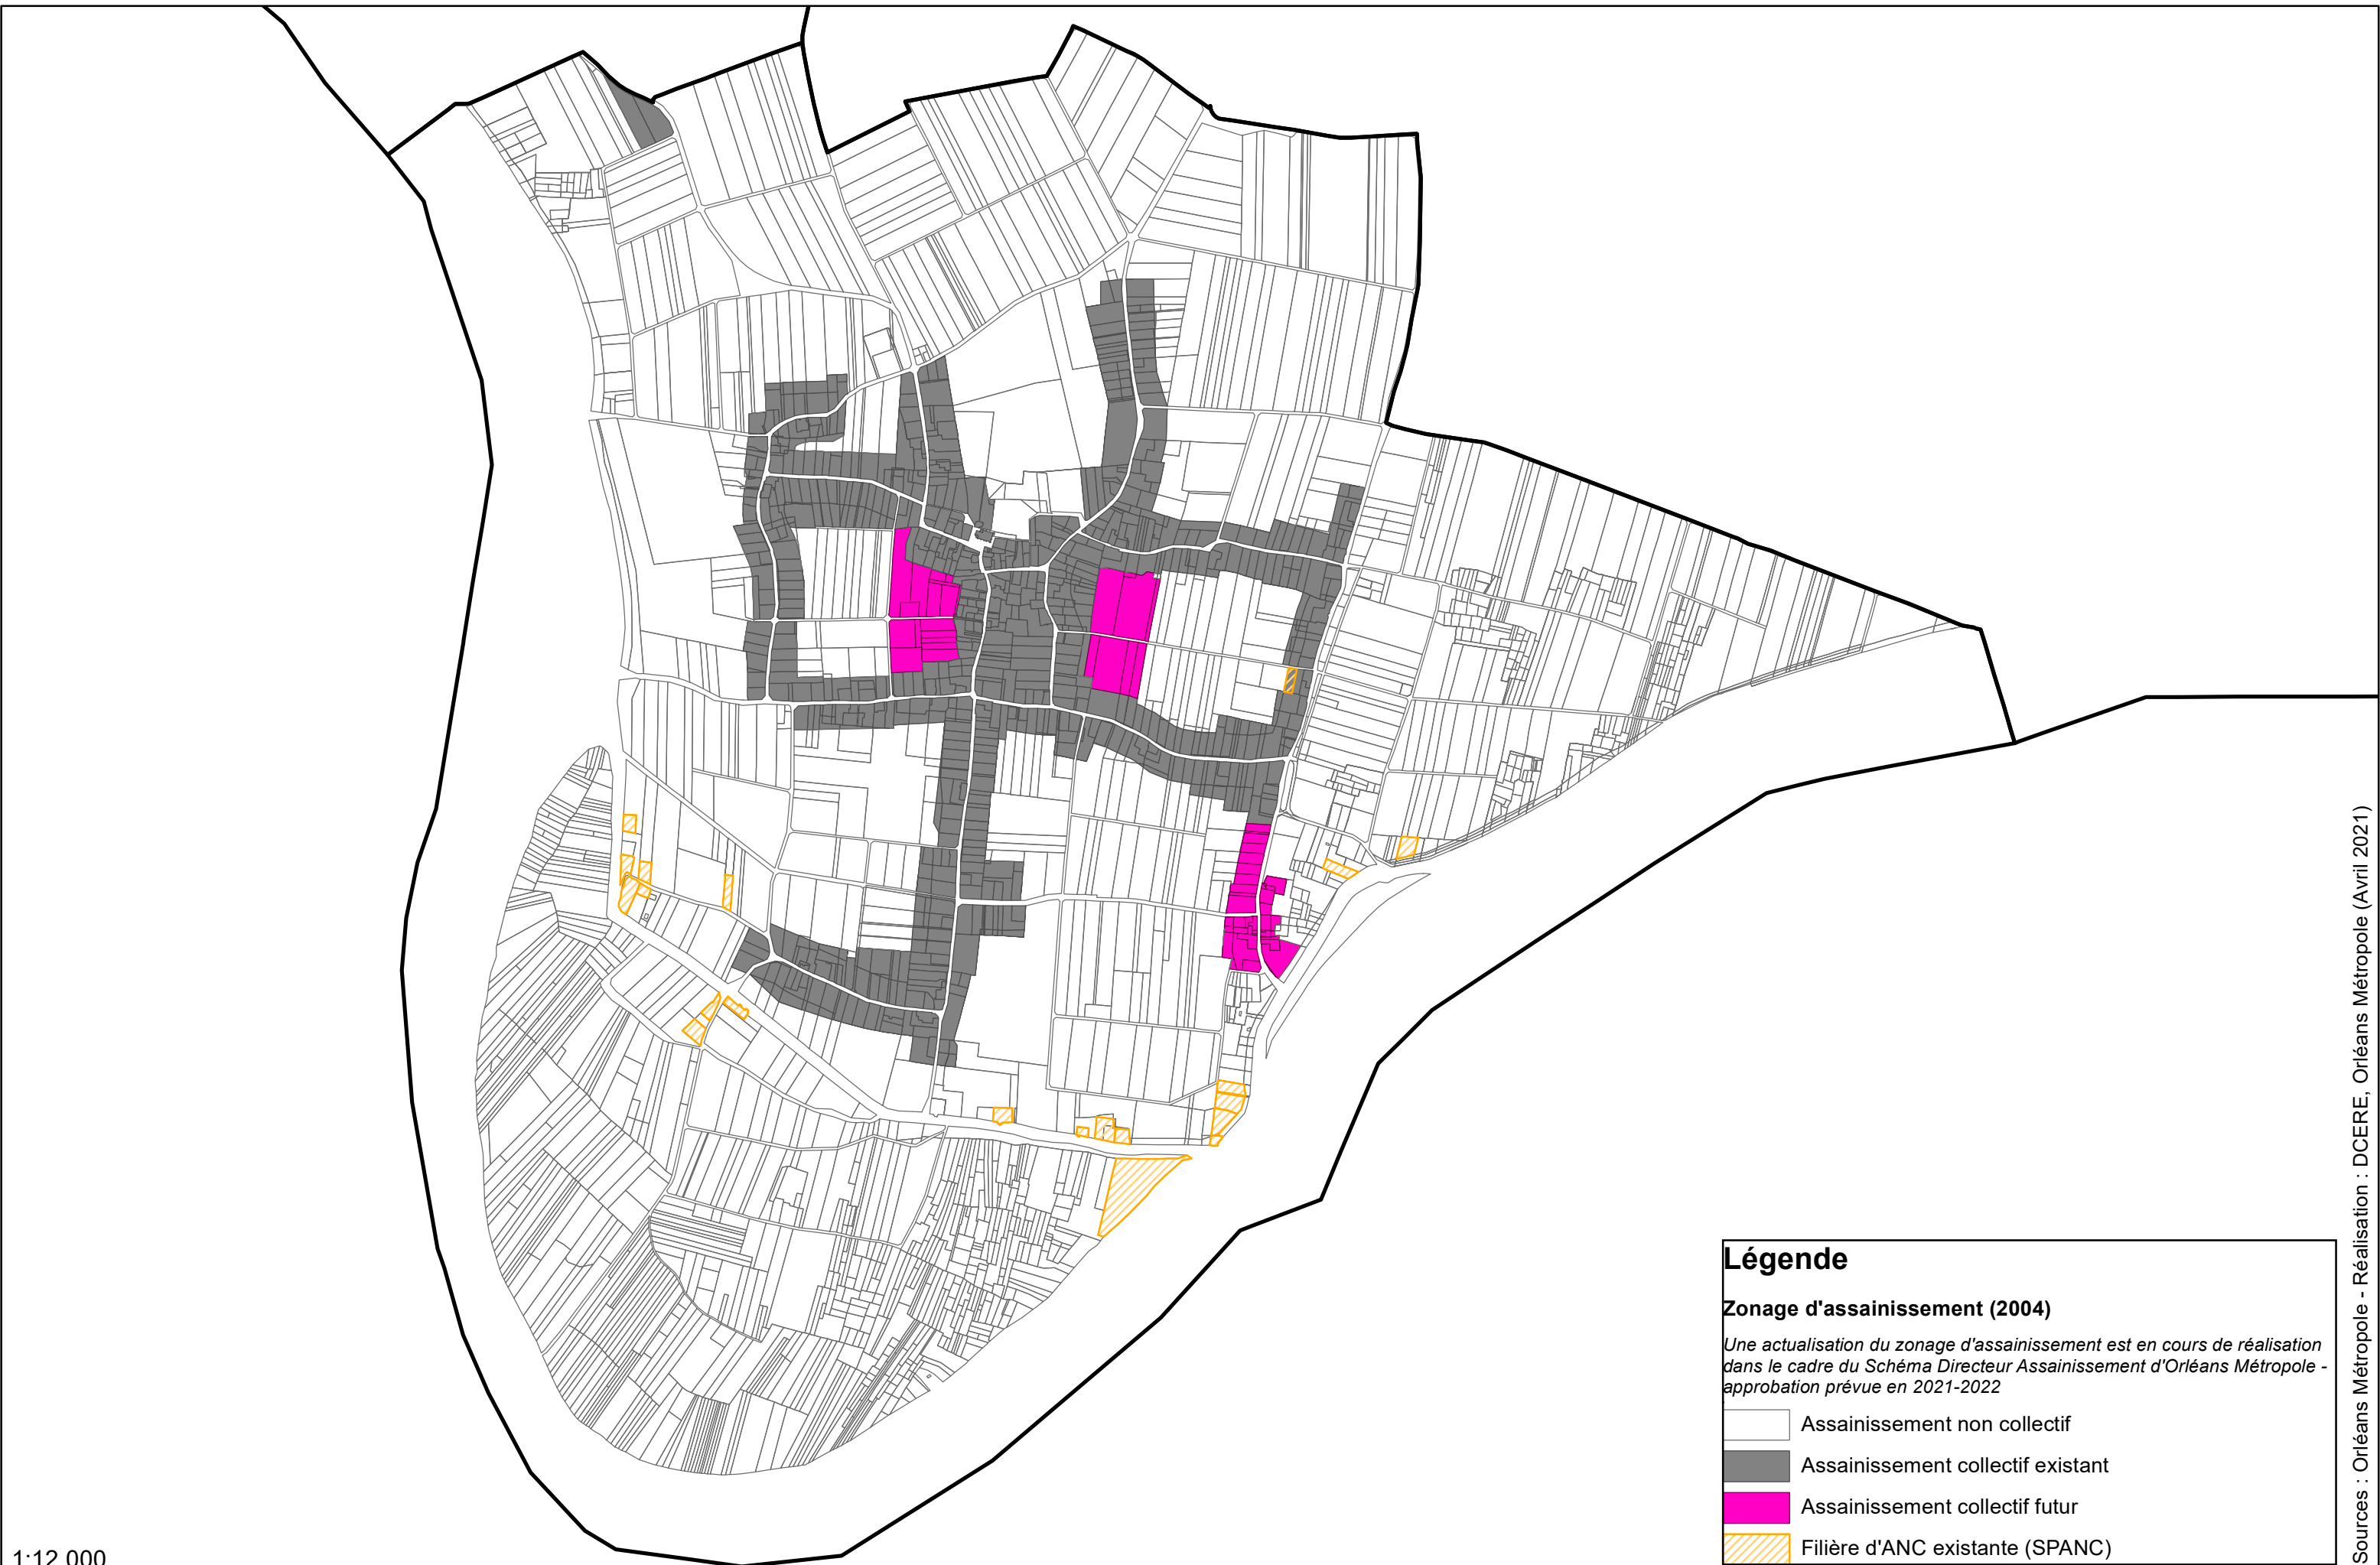 Légende
Zonage d'assainissement (2004)
Une actualisation du zonage d'assainissement est en cours de réalisation
dans le cadre du Schéma Directeur Assainissement d'Orléans Métropole -
approbation prévue en 2021-2022
Assainissement non collectif
Assainissement collectif existant
Assainissement collectif futur
Filière d'ANC existante (SPANC)
Sources : Orléans Métropole - Réalisation : DCERE, Orléans Métropole (Avril 2021)
1:12 000